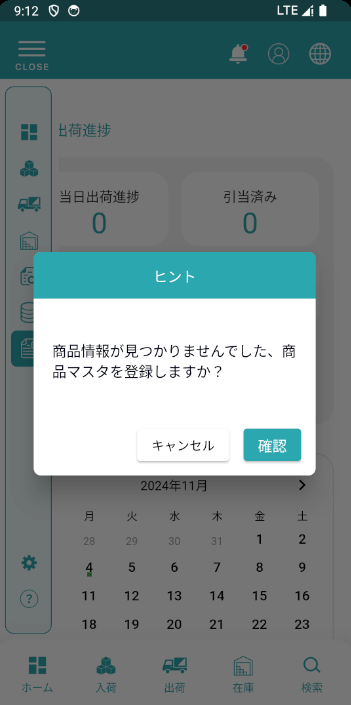 9:12 LTE
CLOSE
出荷進捗
当日出荷進捗 引当済み
0 0
ヒント
商品情報が見つかりませんでした、商
品マスタを登録しますか？
キャンセル 確認
2024年11月
月 火 水 木 金 土
28 29 30 31 1 2
4 5 6 7 8 9
11 12 13 14 15 16
18 19 20 21 22 23
?
ホーム 入荷 出荷 在庫 検索